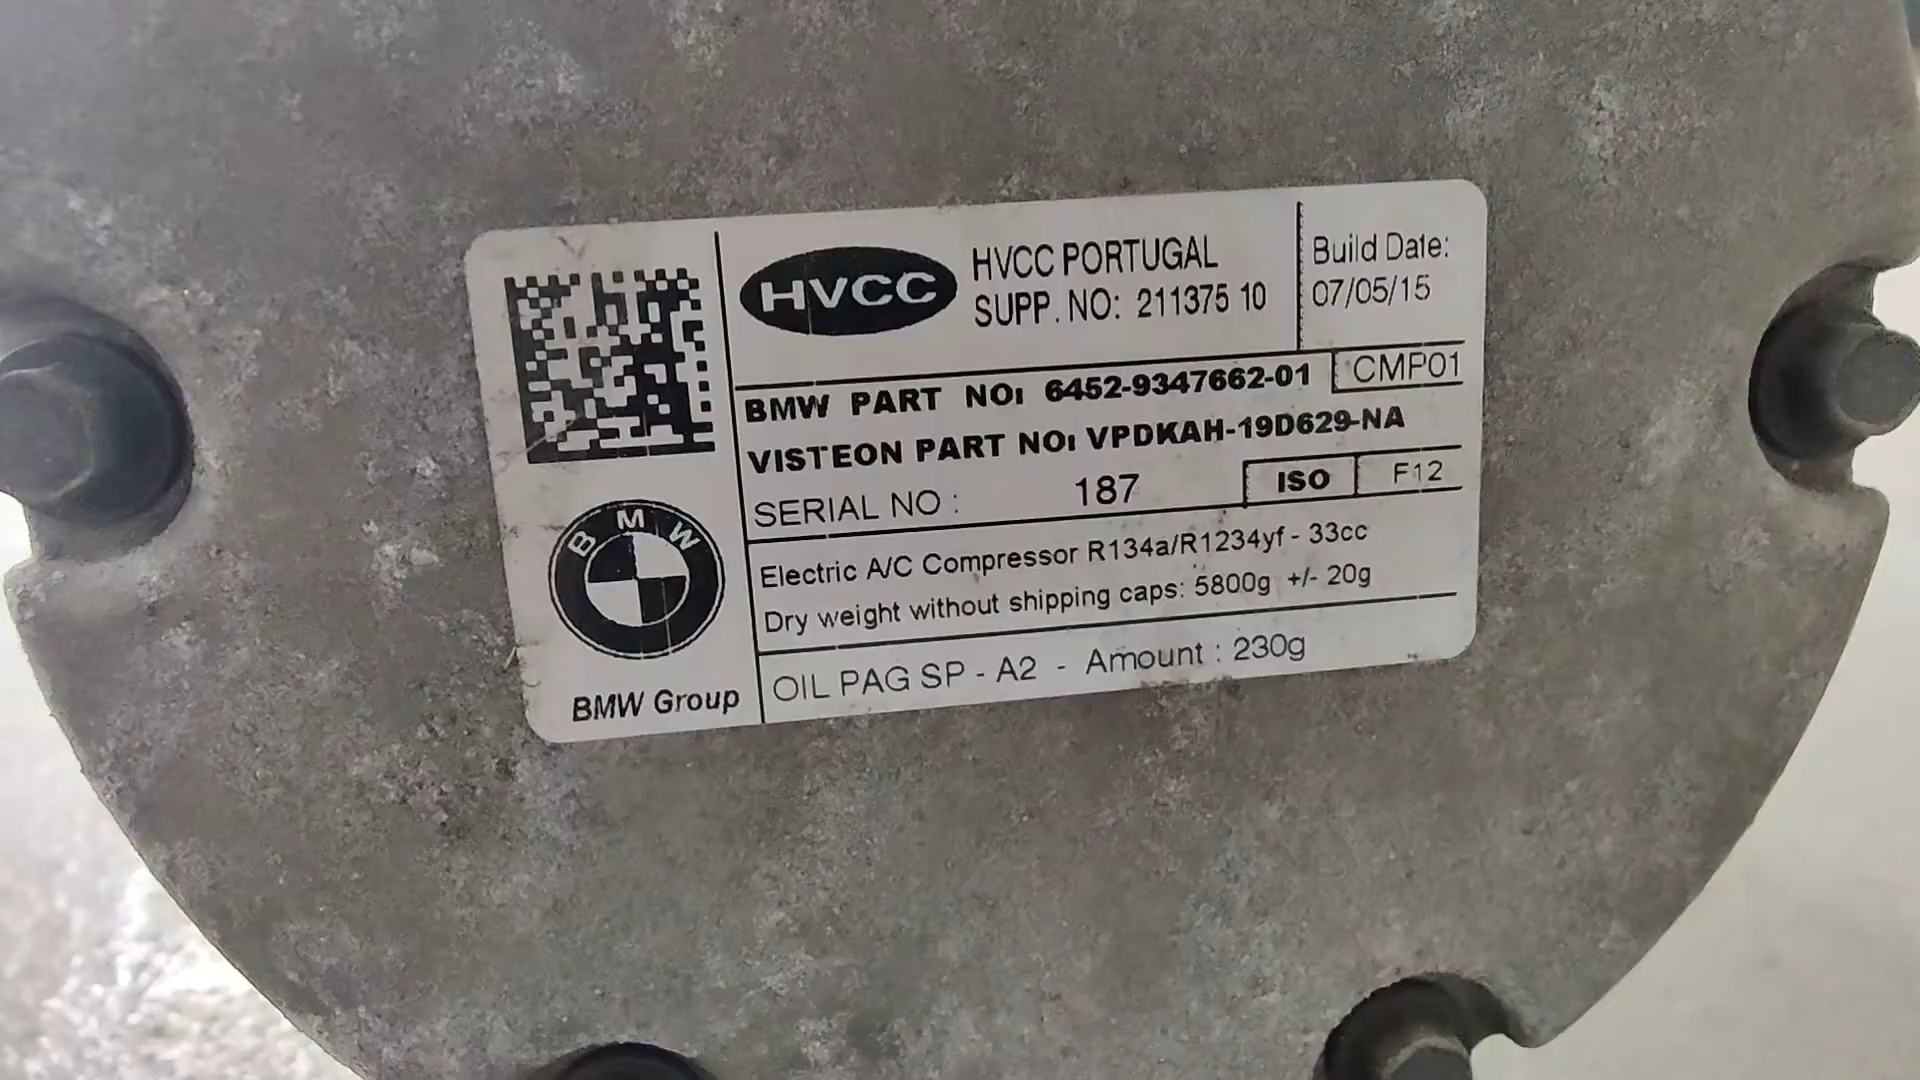 HVCC
HVCC PORTUGAL
SUPP. NO: 211375 10
Build Date:
07/05/15
BMW PART NO: 6452-9347662-01
CMP01
VISTEON PART NO: VPDKAH-19D629-NA
SERIAL NO : 187
ISO F12
Electric A/C Compressor R134a/R1234yf - 33cc
Dry weight without shipping caps: 5800g +/- 20g
OIL PAG SP - A2 - Amount : 230g
BMW
BMW Group